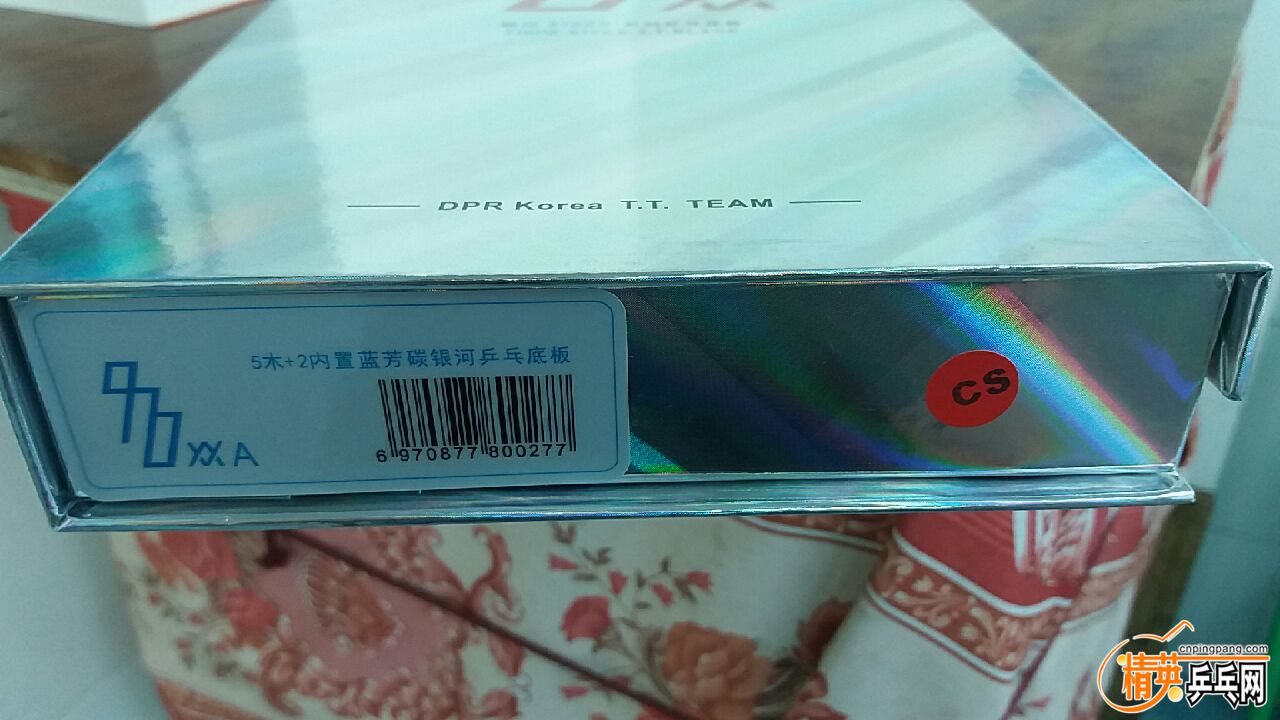 DPR Korea T.T. TEAM
5木+2内置蓝芳碳银河乒乓底板
6 970877 800277
A
CS
cnpingpang.com
精英乒乓网